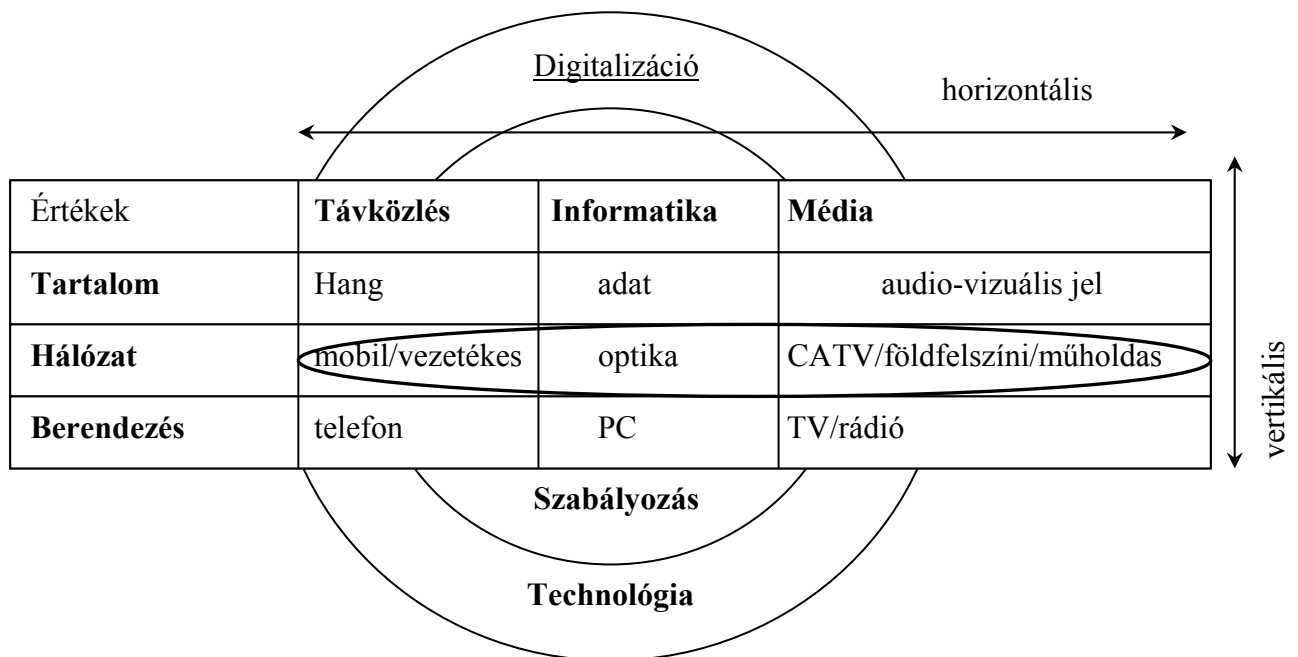 Digitalizáció
horizontális
Értékek Távközlés Informatika Média
Tartalom Hang adat audio-vizuális jel
Hálózat mobil/vezetékes optika CATV/földfelszíni/műholdas
Berendezés telefon PC TV/rádió
vertikális
Szabályozás
Technológia